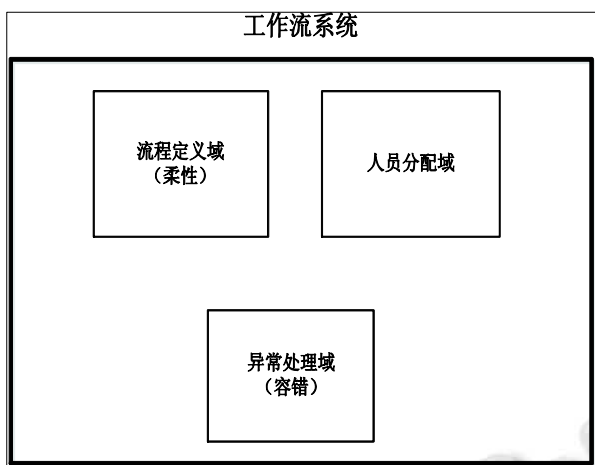 工作流系统
流程定义域
（柔性）
人员分配域
异常处理域
（容错）